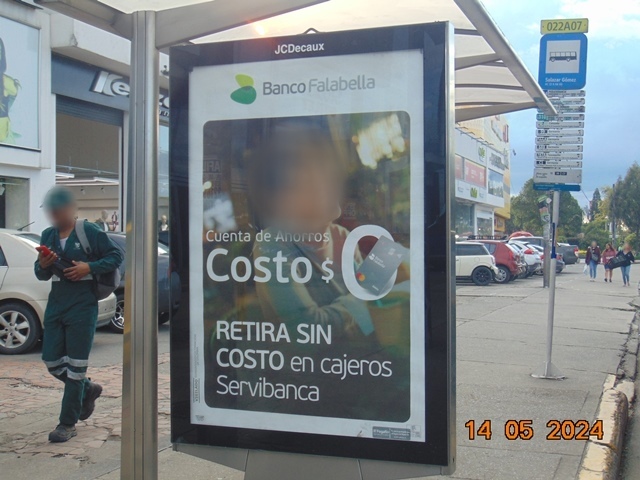 JCDecaux
Banco Falabella
Cuenta de Ahorros
Costo $0
RETIRA SIN
COSTO en cajeros
Servibanca
022A07
14 05 2024